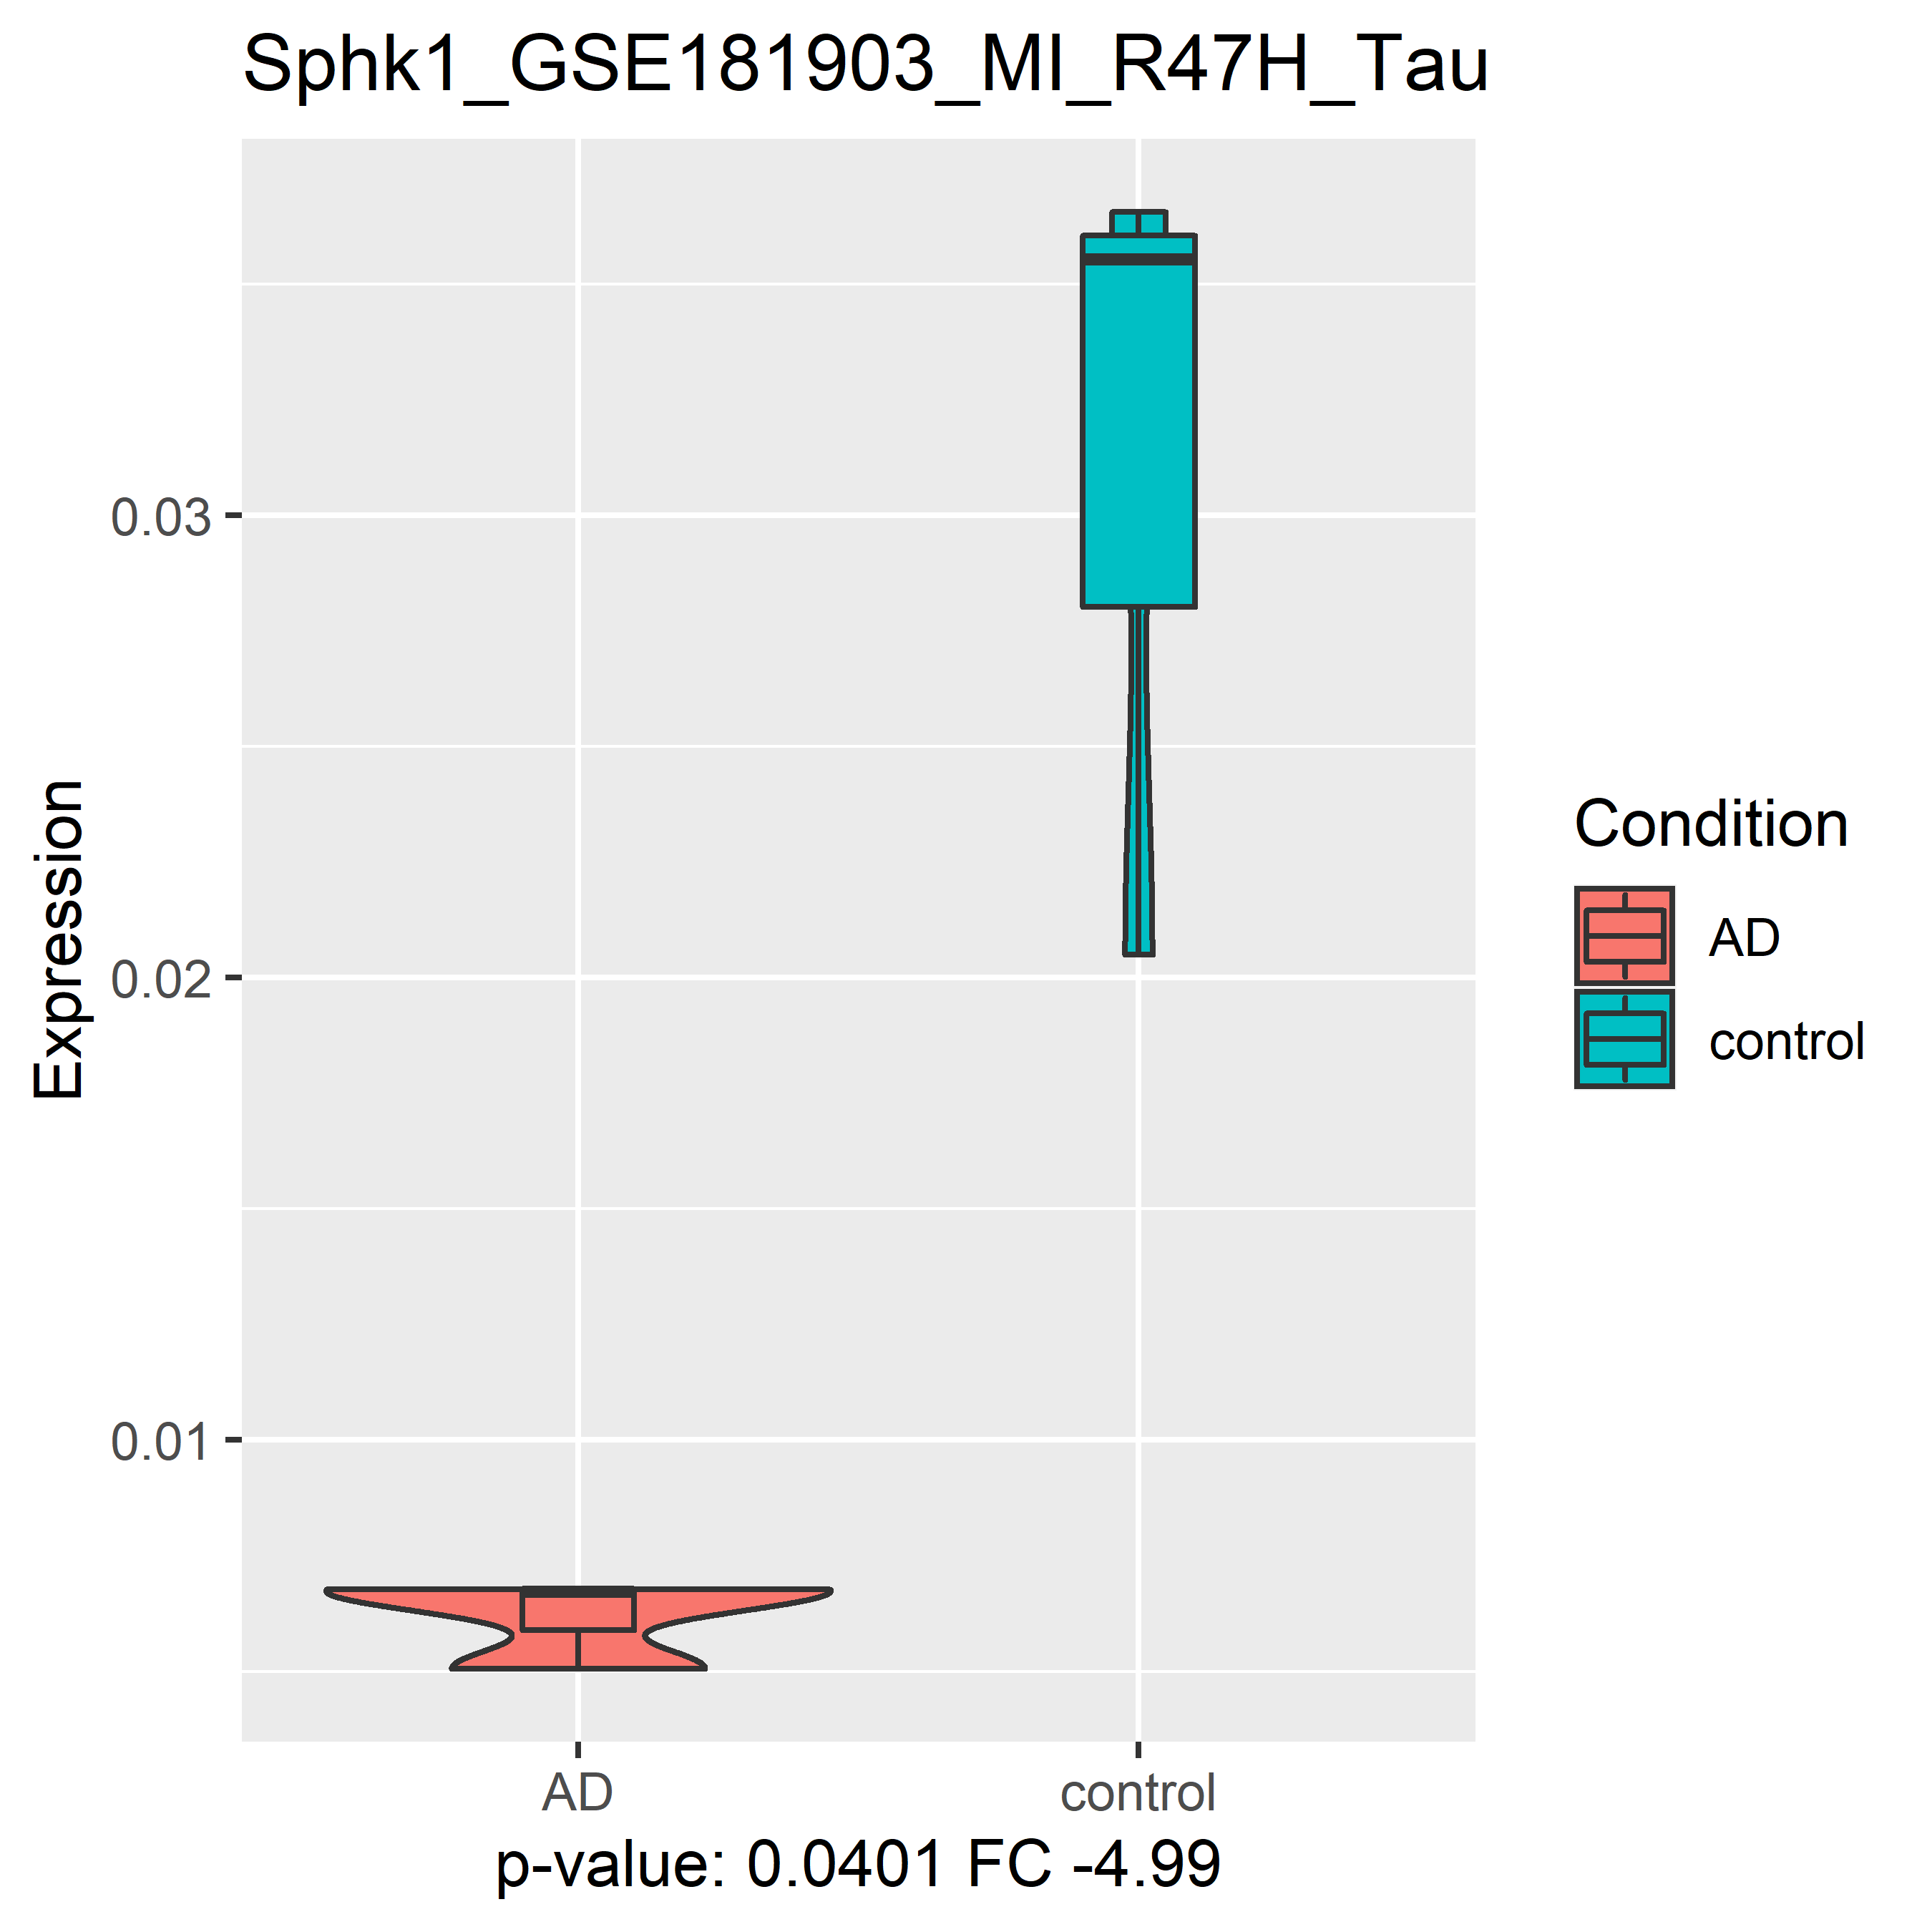 Sphk1_GSE181903_MI_R47H_Tau
Expression
0.03
0.02
0.01
AD
control
p-value: 0.0401 FC -4.99
Condition
AD
control